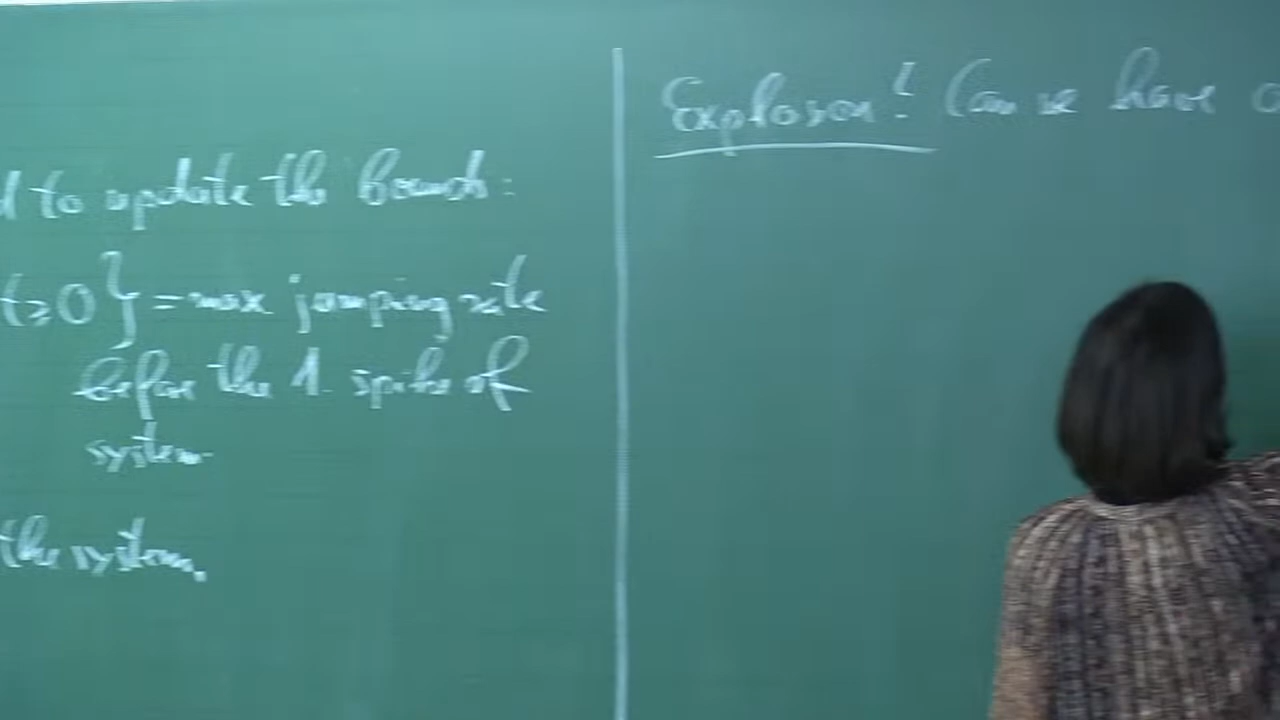 to update the bounds:
t≥0} = max jumping rate
before the 1. spike of
system.
the system.
Explosion? Can we have